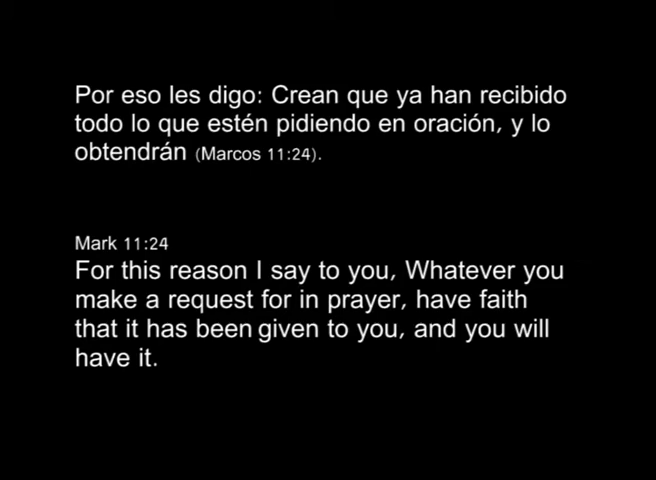 Por eso les digo: Crean que ya han recibido
todo lo que estén pidiendo en oración, y lo
obtendrán (Marcos 11:24).
Mark 11:24
For this reason I say to you, Whatever you
make a request for in prayer, have faith
that it has been given to you, and you will
have it.